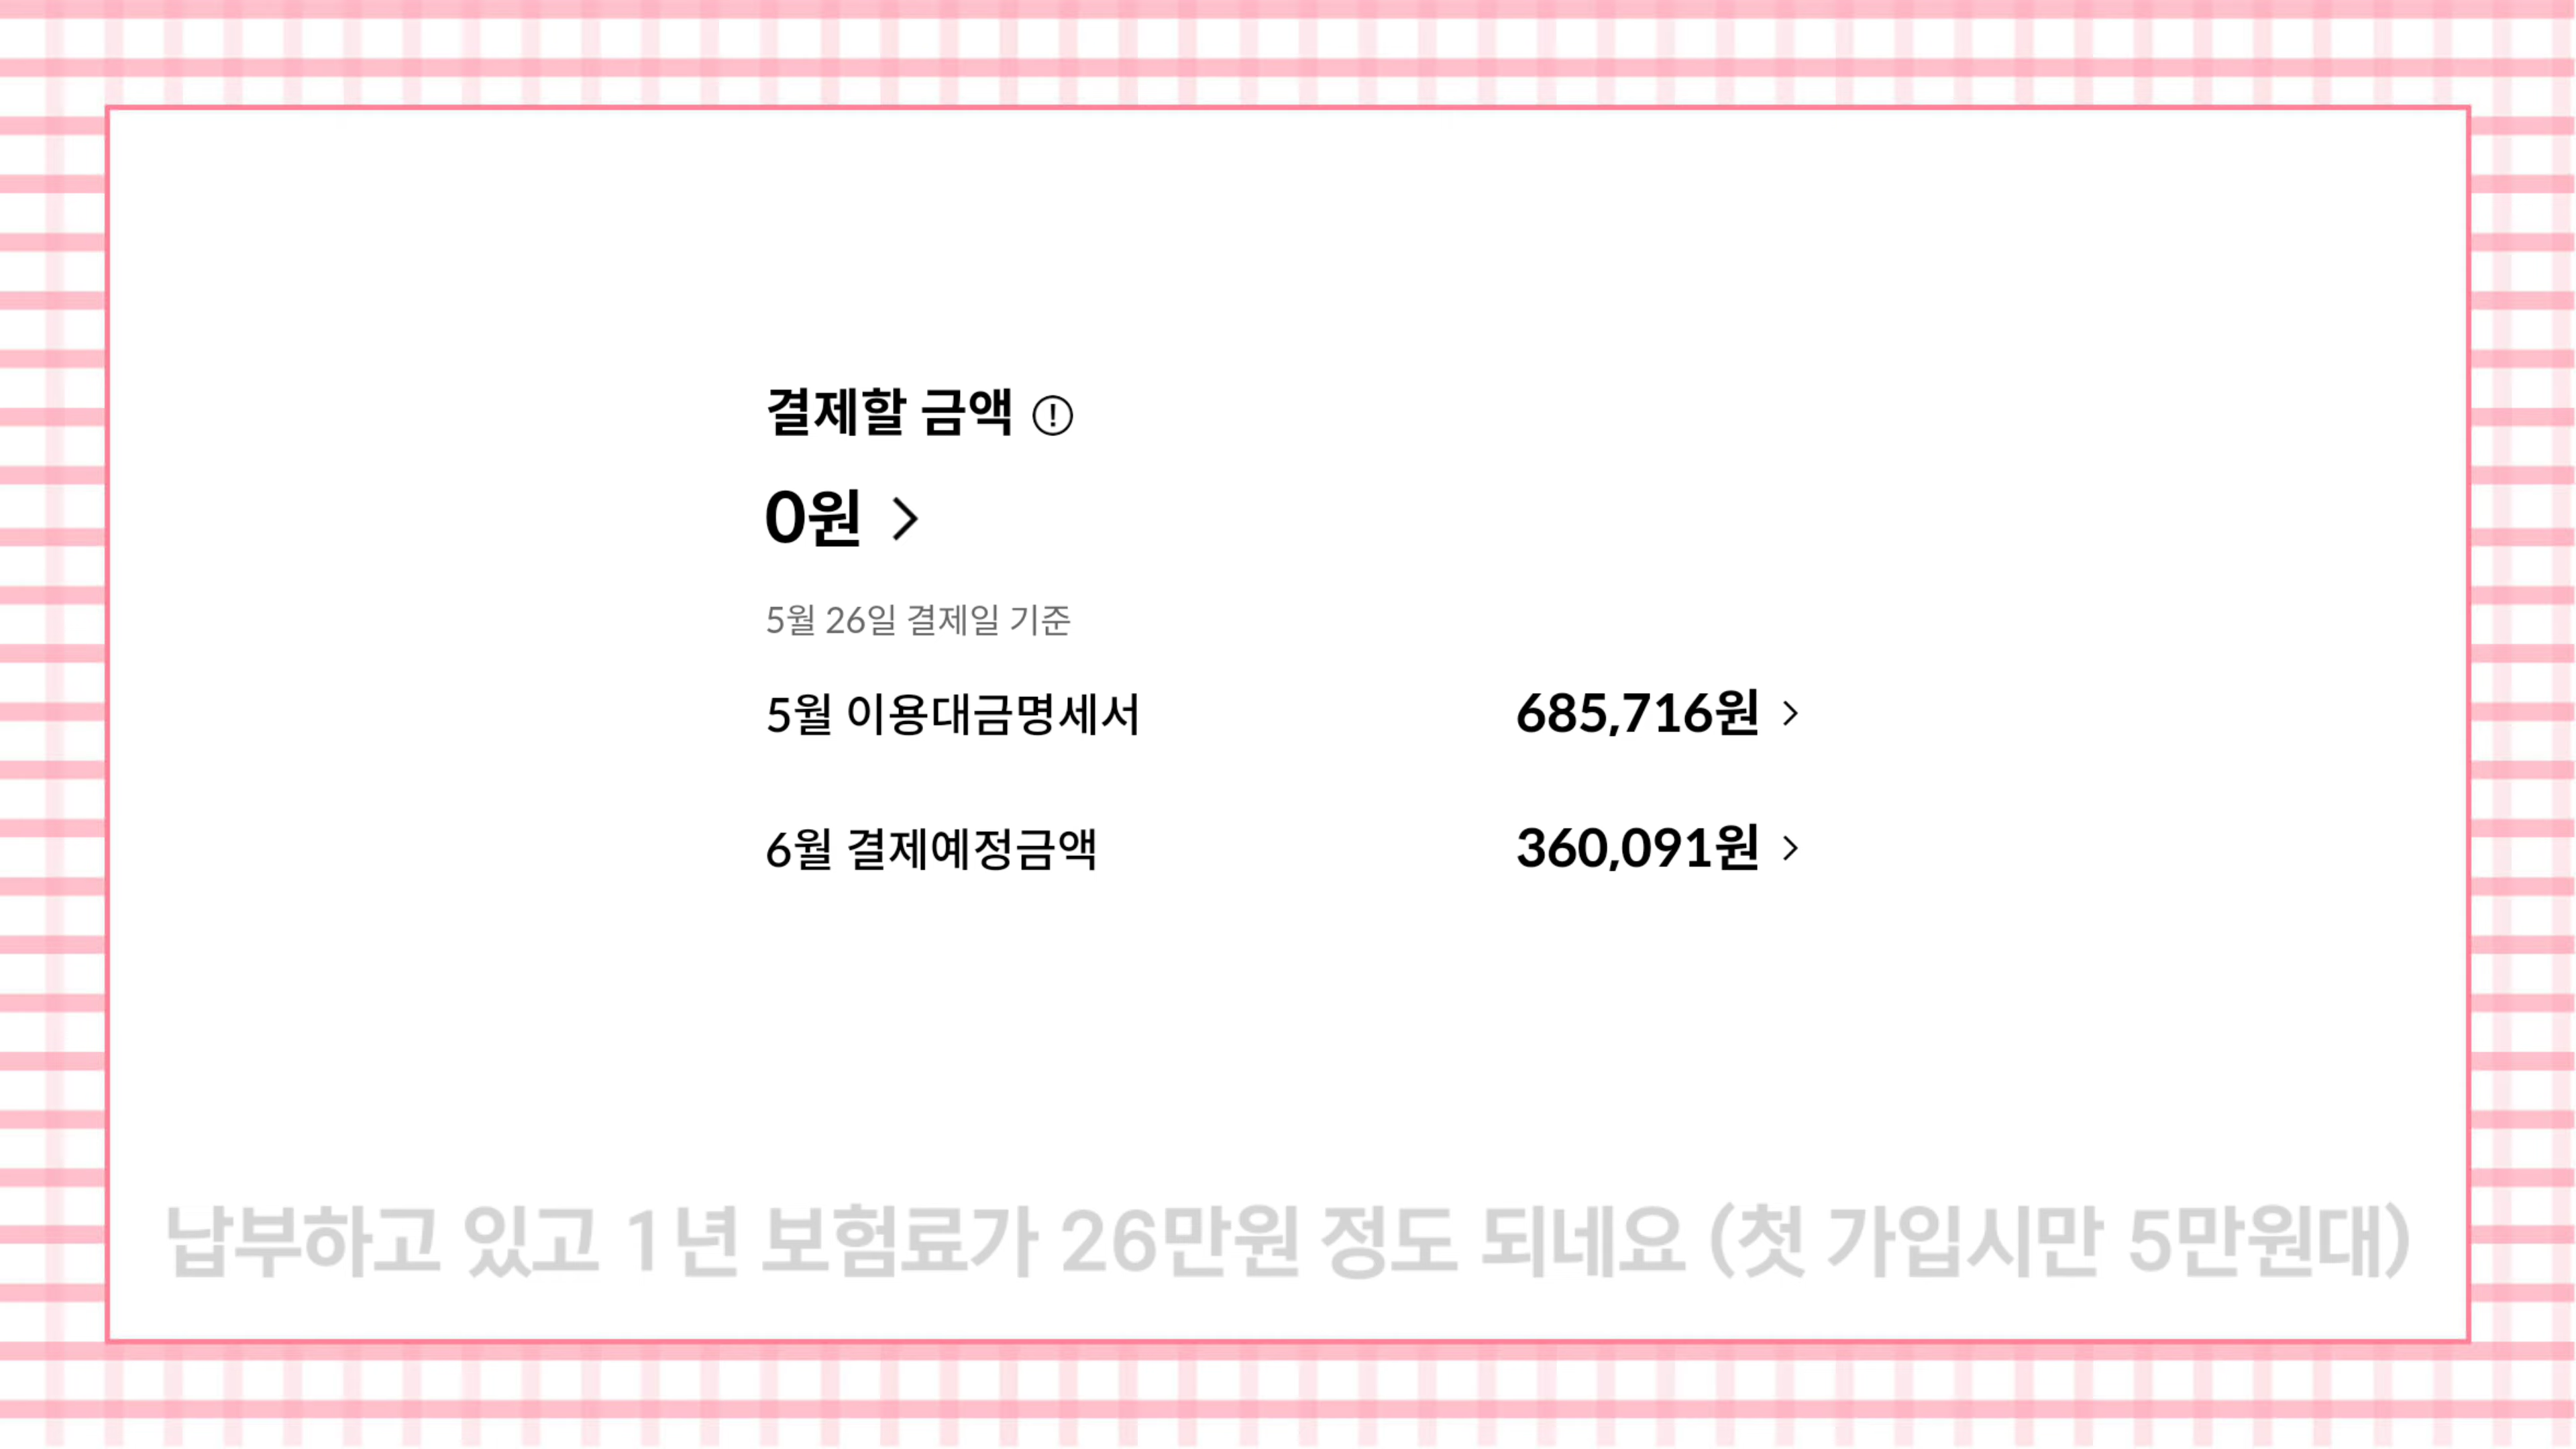 결제할 금액
0원
5월 26일 결제일 기준
5월 이용대금명세서 685,716원
6월 결제예정금액 360,091원
납부하고 있고 1년 보험료가 26만원 정도 되네요 (첫 가입시만 5만원대)